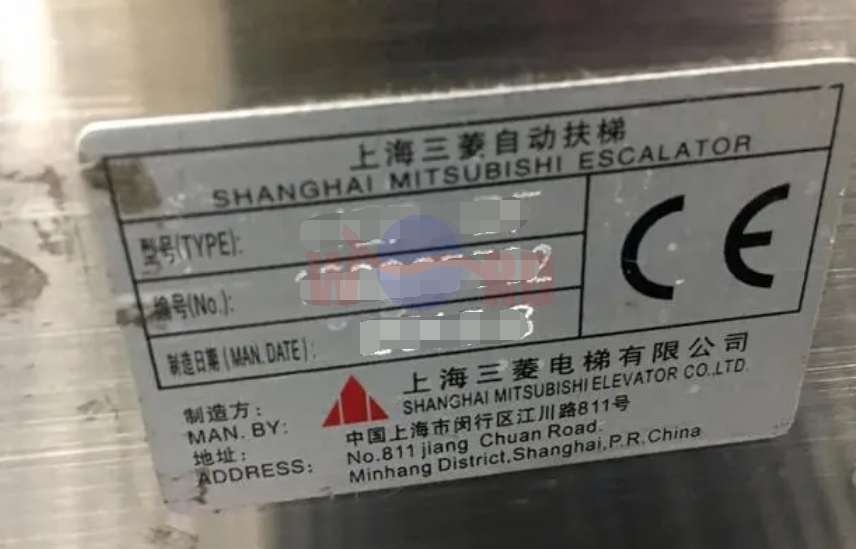 上海三菱自动扶梯
SHANGHAI MITSUBISHI ESCALATOR
型号(TYPE):
编号(No.):
制造日期(MAN.DATE):
CE
制造方:
MAN. BY:
上海三菱电梯有限公司
SHANGHAI MITSUBISHI ELEVATOR CO.,LTD.
地址:
ADDRESS:
中国上海市闵行区江川路811号
No.811 jiang Chuan Road.
Minhang District,Shanghai,P.R.China